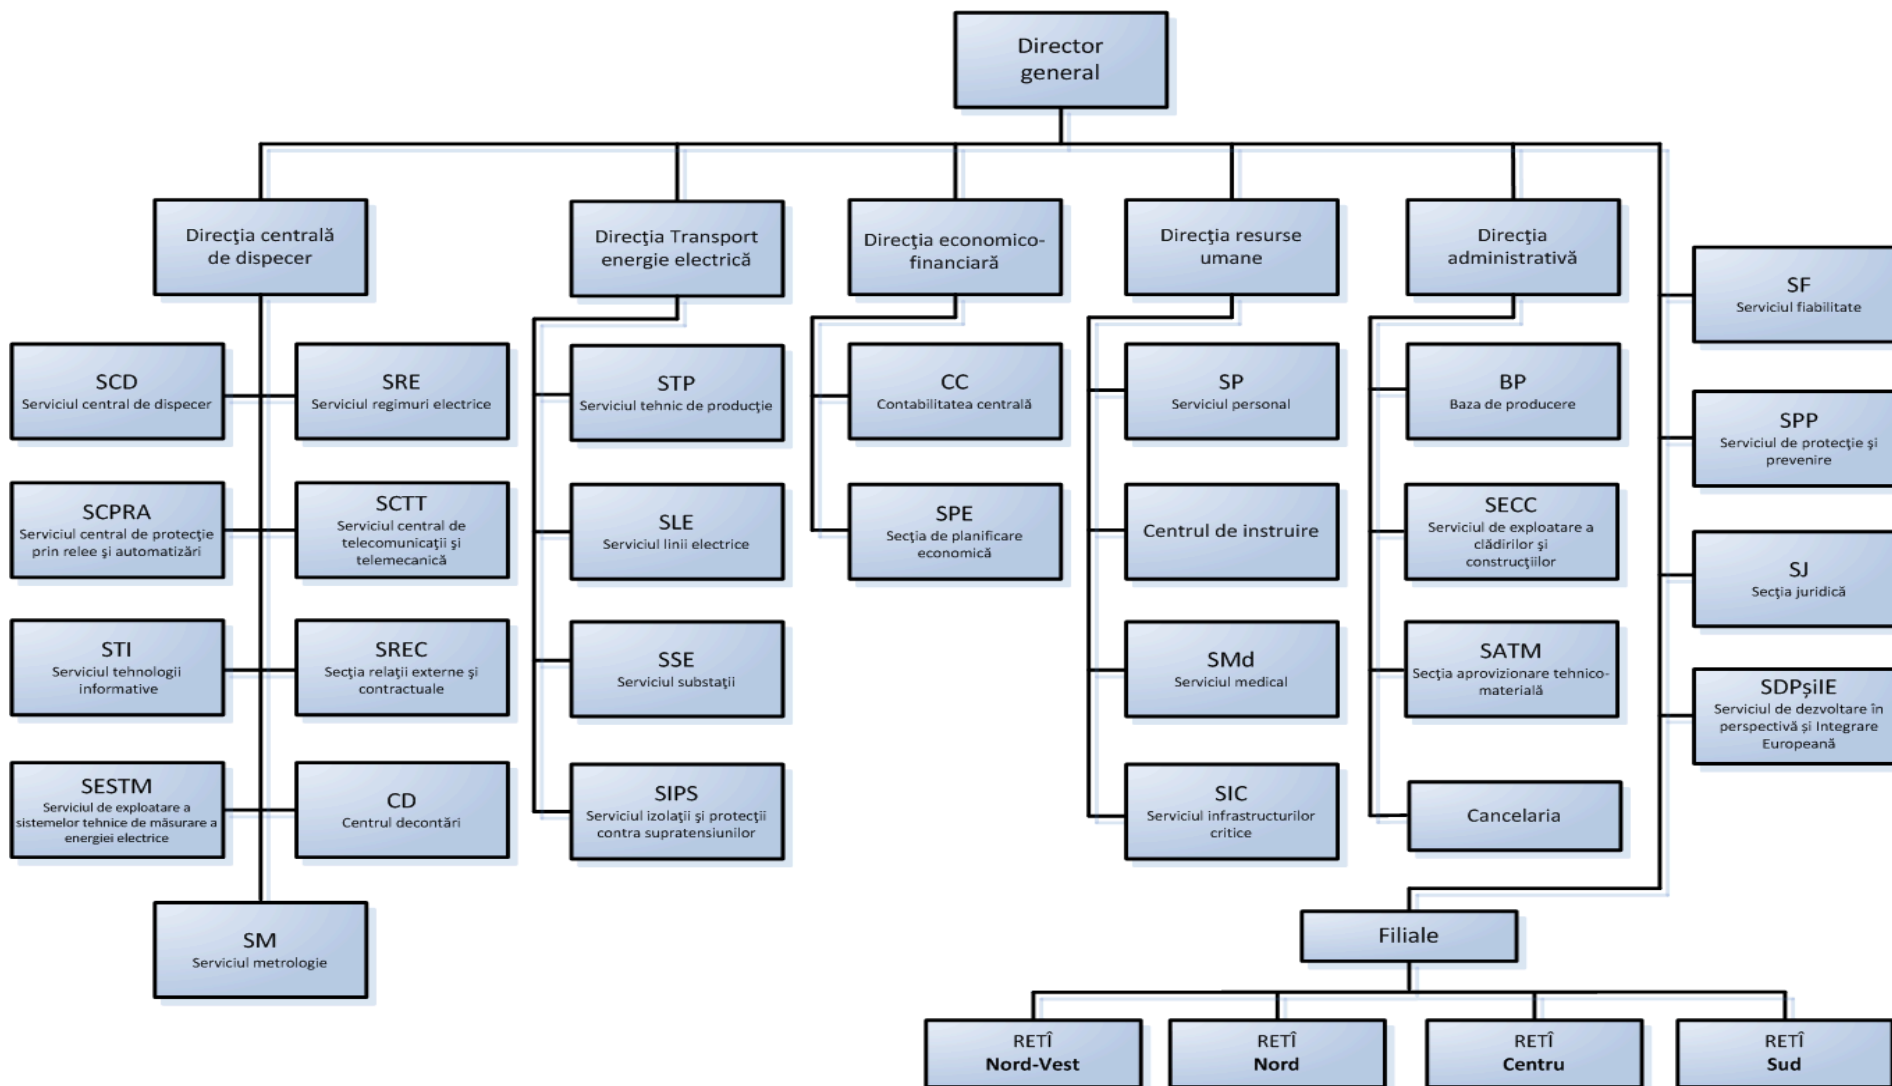 Director
general
Direcţia centrală
de dispecer
Direcţia Transport
energie electrică
Direcţia economico-
financiară
Direcţia resurse
umane
Direcţia
administrativă
SF
Serviciul fiabilitate
SCD
Serviciul central de dispecer
SRE
Serviciul regimuri electrice
STP
Serviciul tehnic de producţie
CC
Contabilitatea centrală
SP
Serviciul personal
BP
Baza de producere
SPP
Serviciul de protecţie şi
prevenire
SCPRA
Serviciul central de protecţie
prin relee şi automatizări
SCTT
Serviciul central de
telecomunicaţii şi
telemecanică
SLE
Serviciul linii electrice
SPE
Secţia de planificare
economică
Centrul de instruire
SECC
Serviciul de exploatare a
clădirilor şi
construcţiilor
SJ
Secţia juridică
STI
Serviciul tehnologii
informative
SREC
Secţia relaţii externe şi
contractuale
SSE
Serviciul substaţii
SMd
Serviciul medical
SATM
Secţia aprovizionare tehnico-
materială
SDPșiIE
Serviciul de dezvoltare în
perspectivă și Integrare
Europeană
SESTM
Serviciul de exploatare a
sistemelor tehnice de măsurare a
energiei electrice
CD
Centrul decontări
SIPS
Serviciul izolaţii şi protecţii
contra supratensiunilor
SIC
Serviciul infrastructurilor
critice
Cancelaria
SM
Serviciul metrologie
Filiale
RETÎ
Nord-Vest
RETÎ
Nord
RETÎ
Centru
RETÎ
Sud